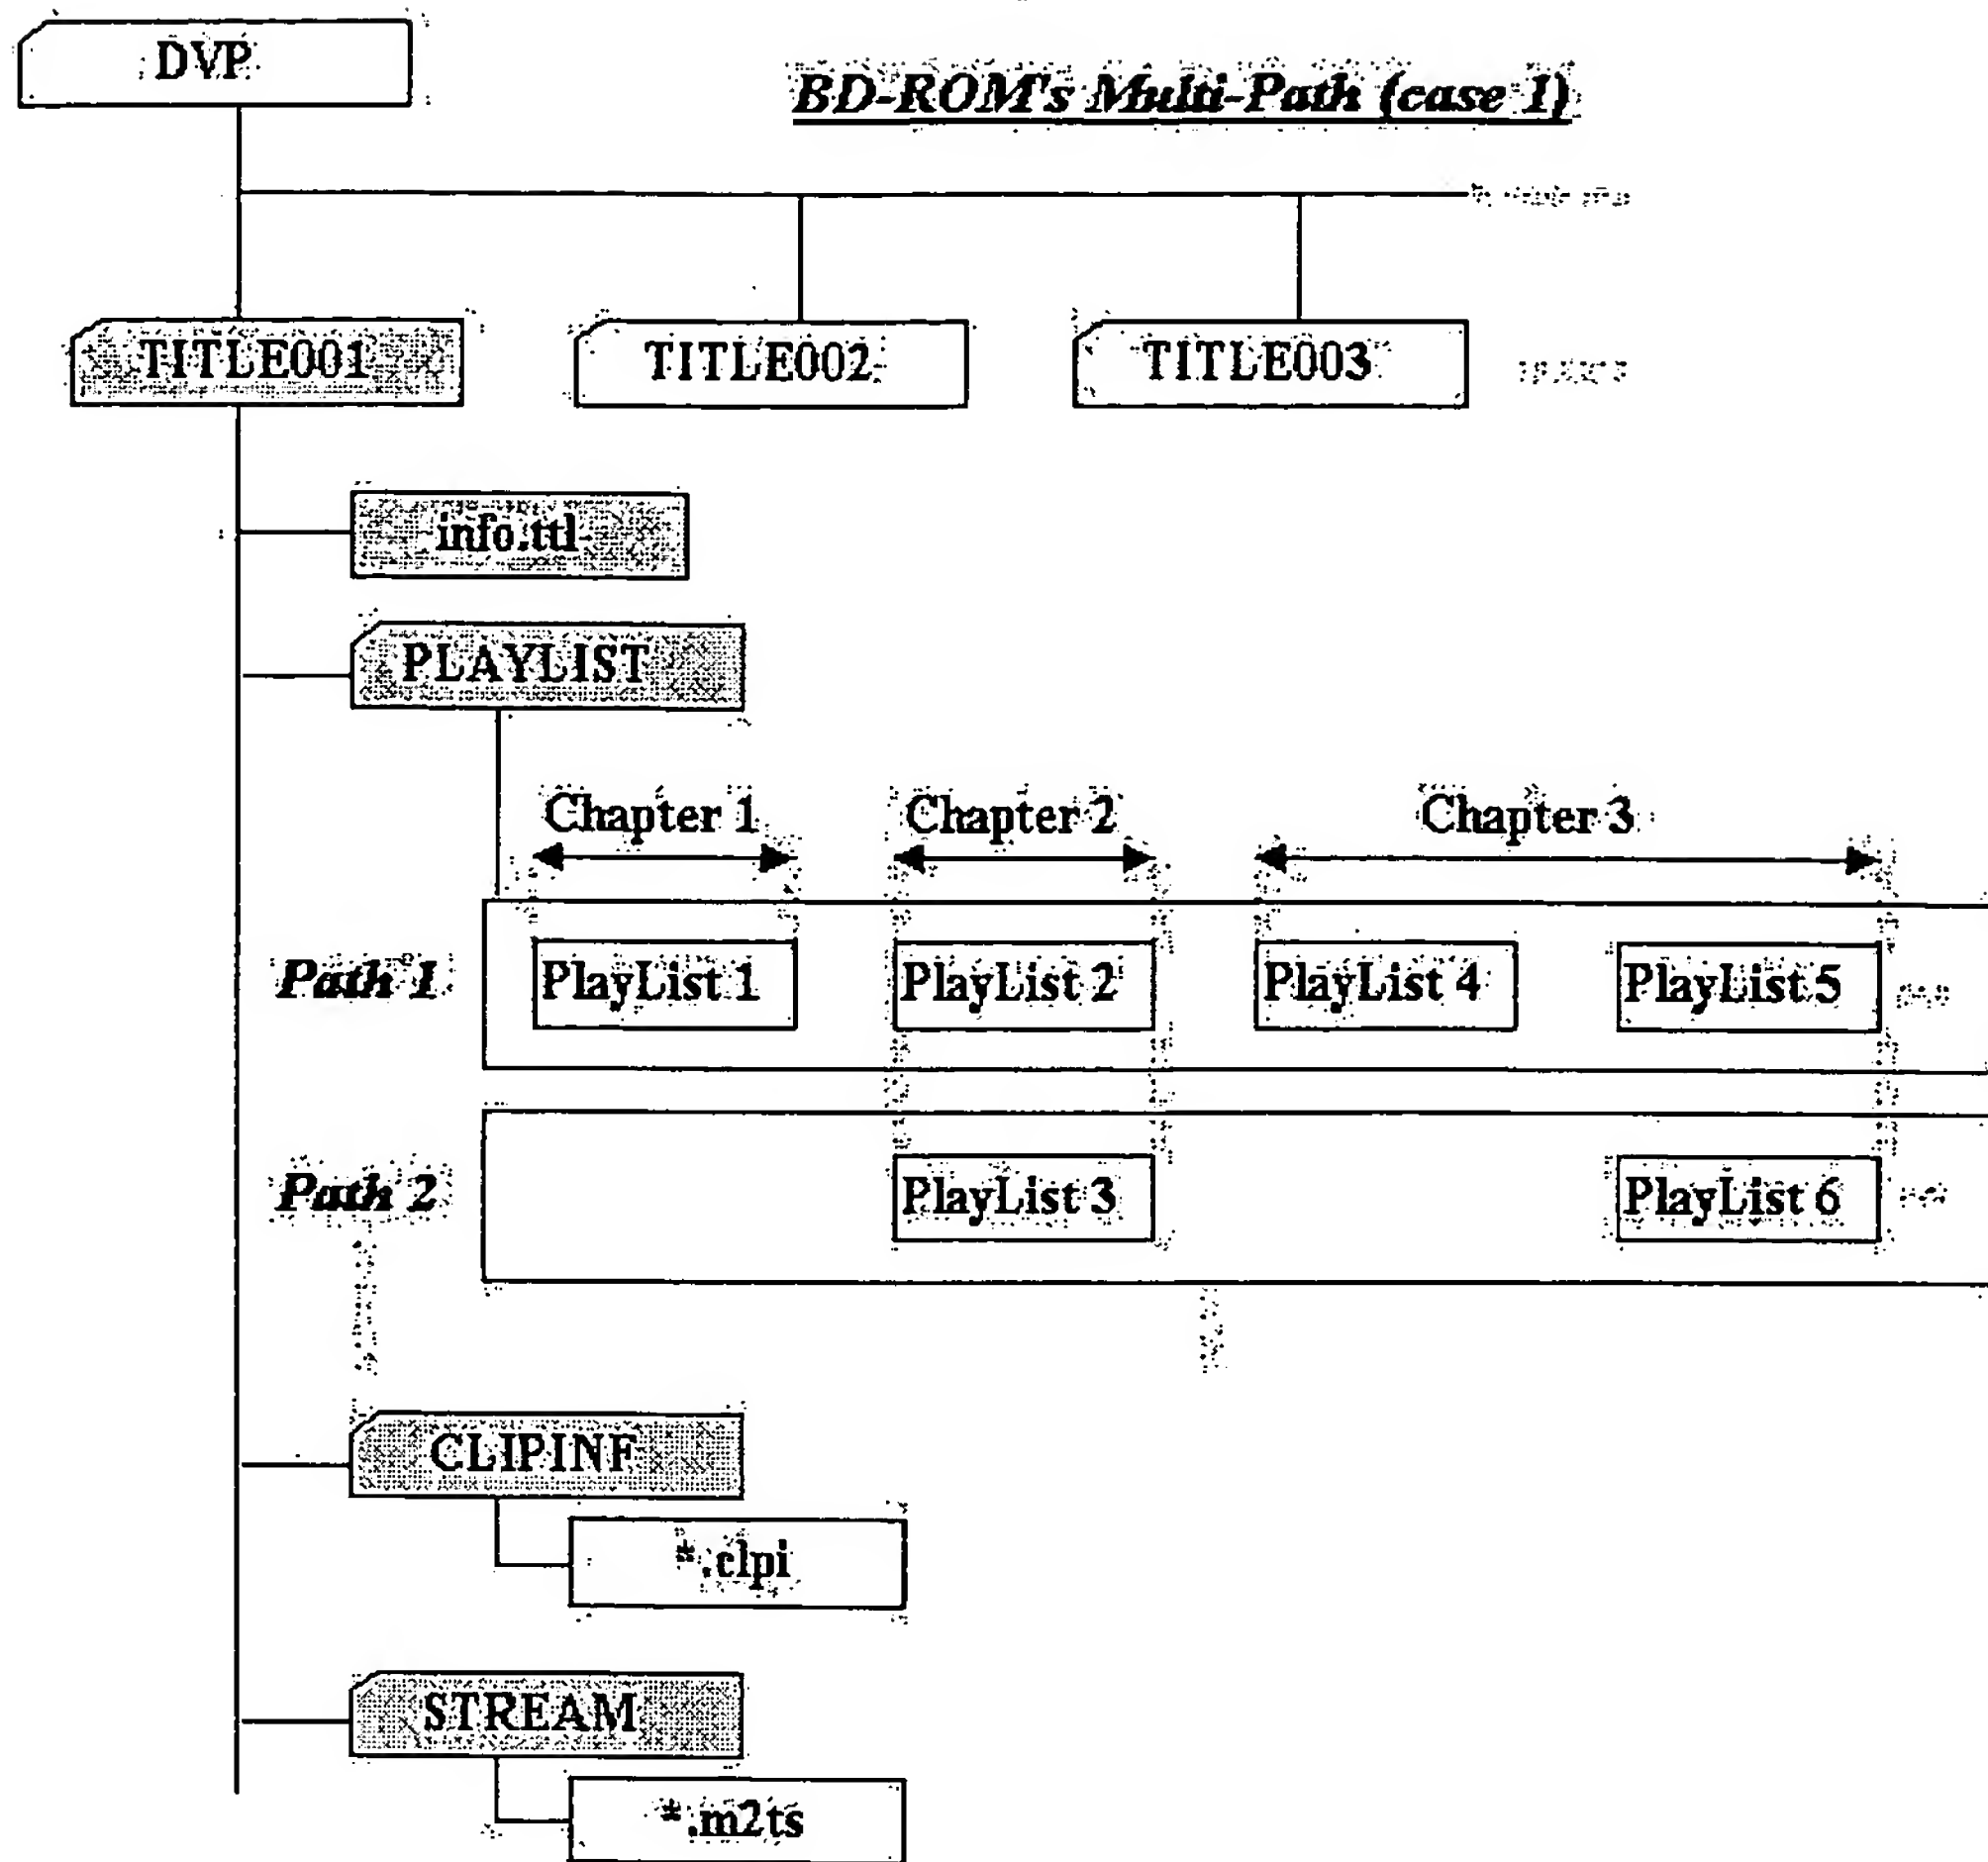 DVP
BD-ROM's Multi-Path (case 1)
TITLE001
TITLE002
TITLE003
info.ttl
PLAYLIST
Chapter 1
Chapter 2
Chapter 3
Path 1
PlayList 1
PlayList 2
PlayList 4
PlayList 5
Path 2
PlayList 3
PlayList 6
CLIPINF
*.clpi
STREAM
*.m2ts